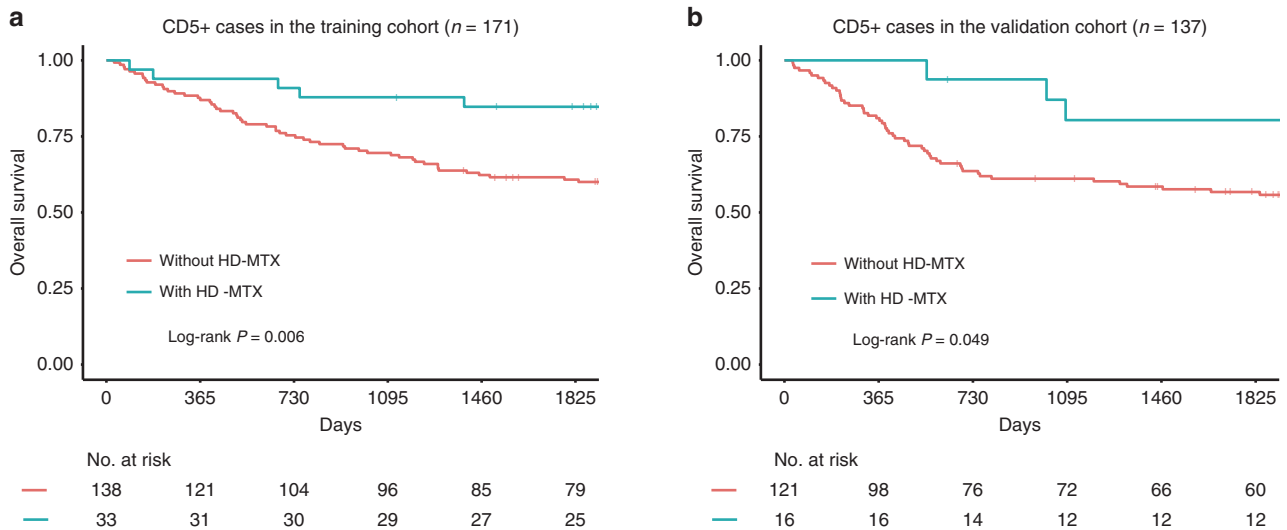 a
CD5+ cases in the training cohort (n = 171)
1.00
0.75
0.50
0.25
0.00
Overall survival
Without HD-MTX
With HD -MTX
Log-rank P = 0.006
0 365 730 1095 1460 1825
Days
No. at risk
138 121 104 96 85 79
33 31 30 29 27 25
b
CD5+ cases in the validation cohort (n = 137)
1.00
0.75
0.50
0.25
0.00
Overall survival
Without HD-MTX
With HD -MTX
Log-rank P = 0.049
0 365 730 1095 1460 1825
Days
No. at risk
121 98 76 72 66 60
16 16 14 12 12 12